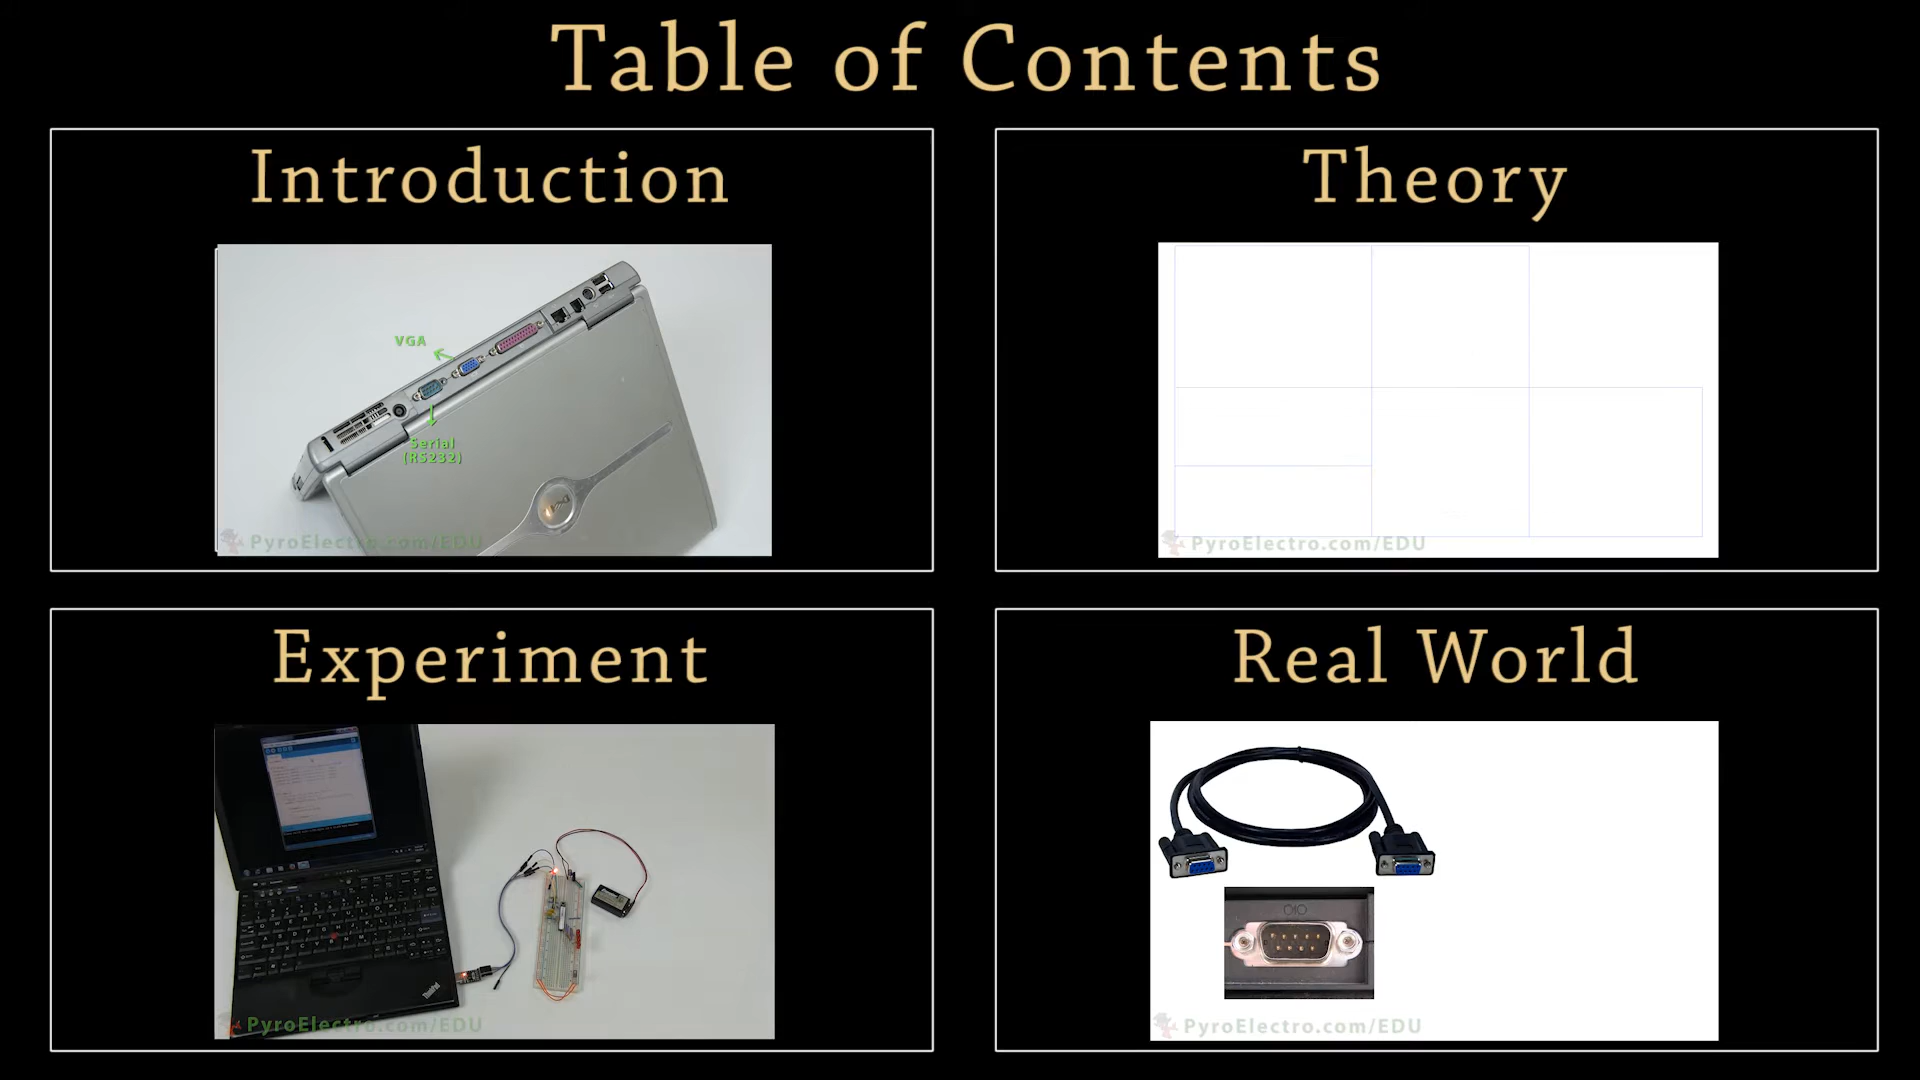 Table of Contents
Introduction
VGA
Serial
(RS232)
PyroElectro.com/EDU
Theory
PyroElectro.com/EDU
Experiment
ThinkPad
PyroElectro.com/EDU
Real World
PyroElectro.com/EDU